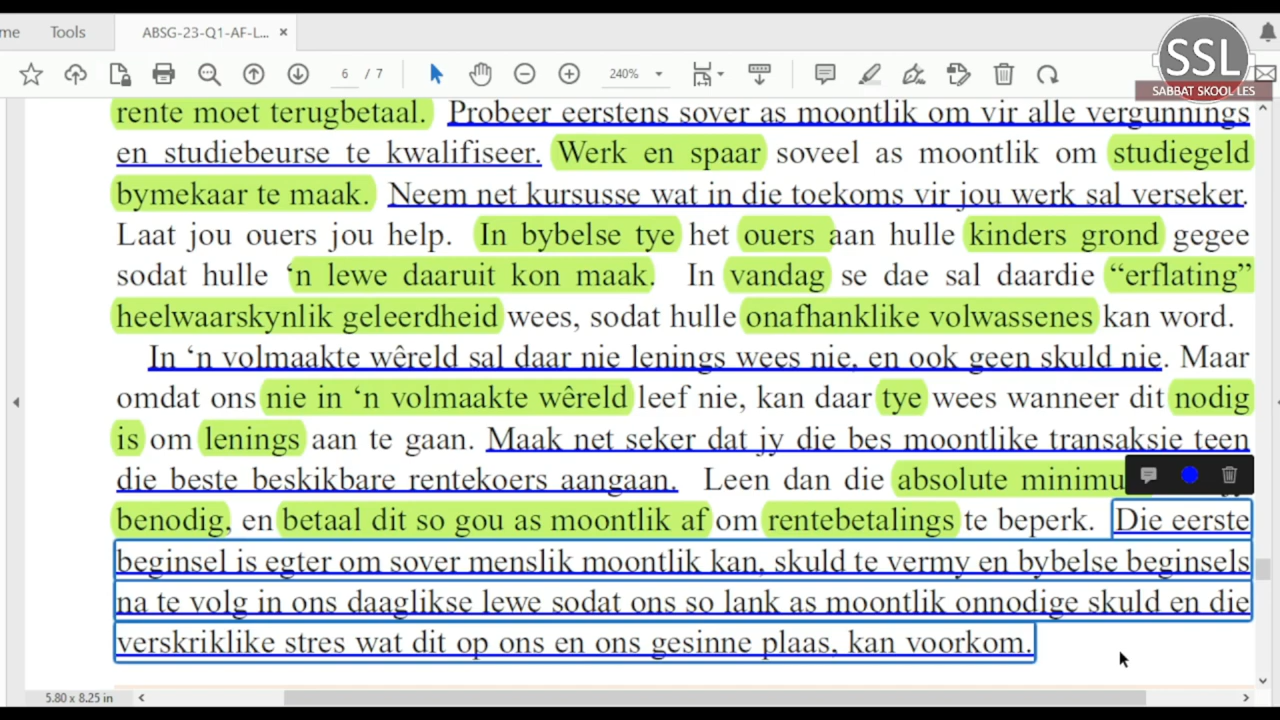 me Tools ABSG-23-Q1-AF-L... ×
SSL
SABBAT SKOOL LES
6 / 7 240%
rente moet terugbetaal. Probeer eerstens sover as moontlik om vir alle vergunnings
en studiebeurse te kwalifiseer. Werk en spaar soveel as moontlik om studiegeld
bymekaar te maak. Neem net kursusse wat in die toekoms vir jou werk sal verseker.
Laat jou ouers jou help. In bybelse tye het ouers aan hulle kinders grond gegee
sodat hulle ‘n lewe daaruit kon maak. In vandag se dae sal daardie “erflating”
heelwaarskynlik geleerdheid wees, sodat hulle onafhanklike volwassenes kan word.
In ‘n volmaakte wêreld sal daar nie lenings wees nie, en ook geen skuld nie. Maar
omdat ons nie in ‘n volmaakte wêreld leef nie, kan daar tye wees wanneer dit nodig
is om lenings aan te gaan. Maak net seker dat jy die bes moontlike transaksie teen
die beste beskikbare rentekoers aangaan. Leen dan die absolute
benodig, en betaal dit so gou as moontlik af om rentebetalings te beperk. Die eerste
beginsel is egter om sover menslik moontlik kan, skuld te vermy en bybelse beginsels
na te volg in ons daaglikse lewe sodat ons so lank as moontlik onnodige skuld en die
verskriklike stres wat dit op ons en ons gesinne plaas, kan voorkom.
5.80 x 8.25 in